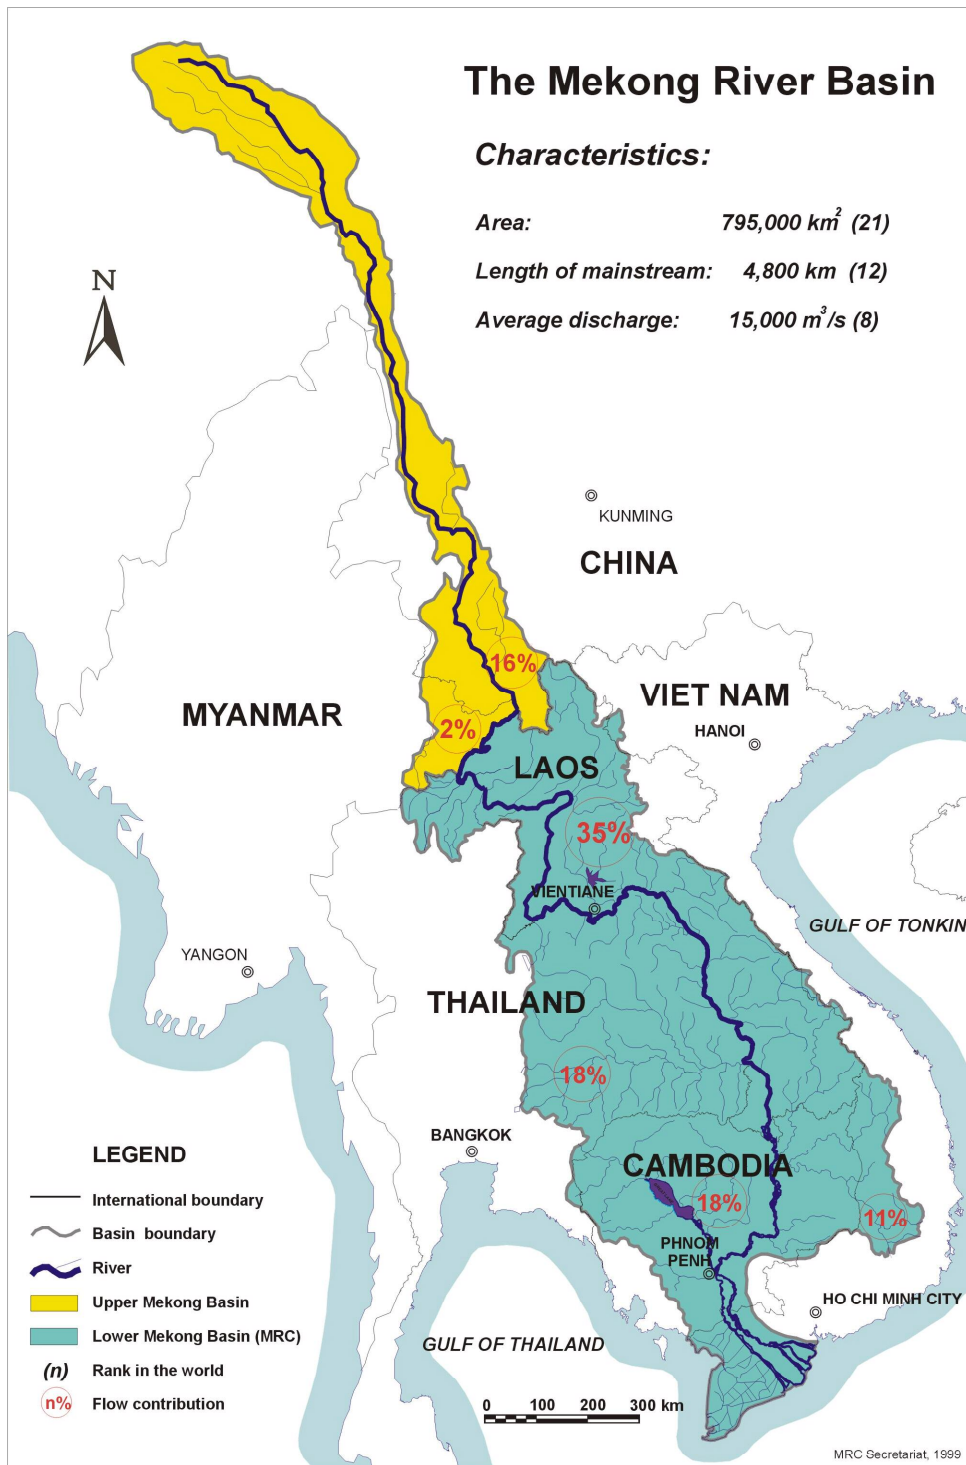 The Mekong River Basin
Characteristics:
Area: 795,000 km² (21)
Length of mainstream: 4,800 km (12)
Average discharge: 15,000 m³/s (8)
N
KUNMING
CHINA
16%
MYANMAR
VIET NAM
2%
HANOI
LAOS
35%
VIENTIANE
GULF OF TONKIN
YANGON
THAILAND
18%
BANGKOK
CAMBODIA
18%
11%
PHNOM
PENH
HO CHI MINH CITY
GULF OF THAILAND
LEGEND
International boundary
Basin boundary
River
Upper Mekong Basin
Lower Mekong Basin (MRC)
(n) Rank in the world
n% Flow contribution
0 100 200 300 km
MRC Secretariat, 1999